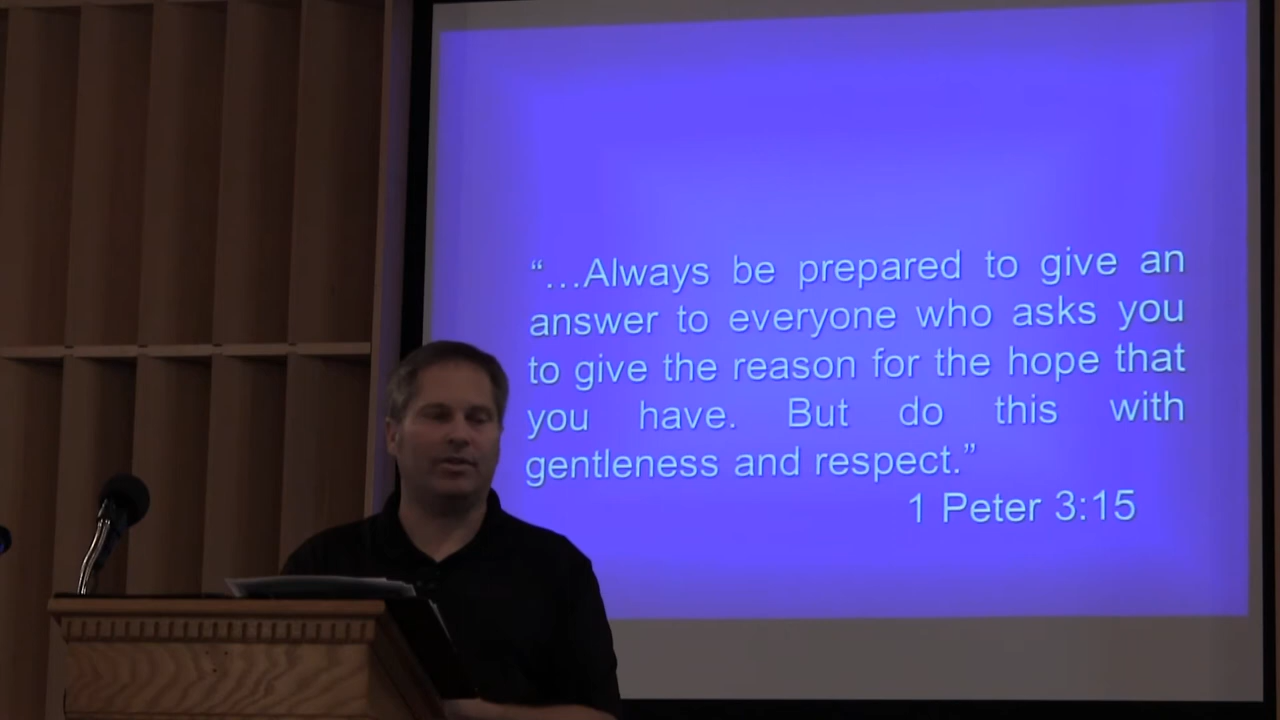 “…Always be prepared to give an
answer to everyone who asks you
to give the reason for the hope that
you have. But do this with
gentleness and respect.”
1 Peter 3:15